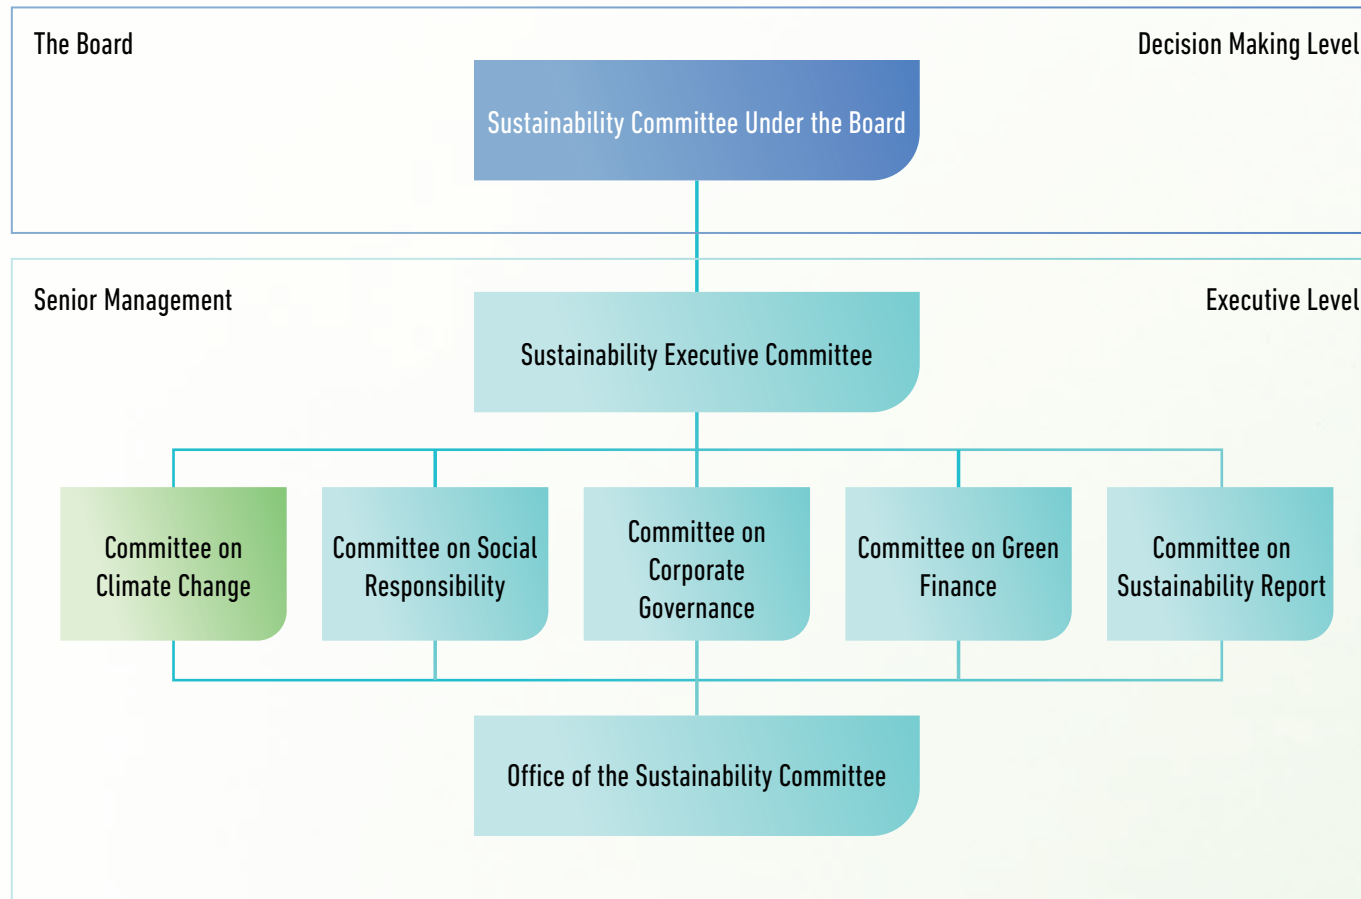 The Board
Decision Making Level
Sustainability Committee Under the Board
Senior Management
Executive Level
Sustainability Executive Committee
Committee on
Climate Change
Committee on Social
Responsibility
Committee on
Corporate
Governance
Committee on Green
Finance
Committee on
Sustainability Report
Office of the Sustainability Committee